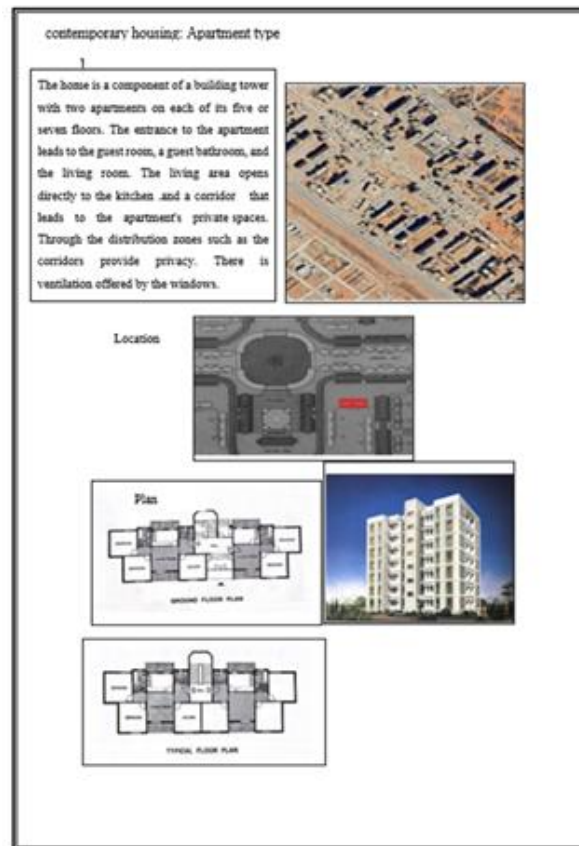 contemporary housing: Apartment type
1
The home is a component of a building tower
with two apartments on each of its five or
seven floors. The entrance to the apartment
leads to the guest room, a guest bathroom, and
the living room. The living area opens
directly to the kitchen .and a corridor that
leads to the apartment's private spaces.
Through the distribution zones such as the
corridors provide privacy. There is
ventilation offered by the windows.
Location
Plan
GROUND FLOOR PLAN
TYPICAL FLOOR PLAN